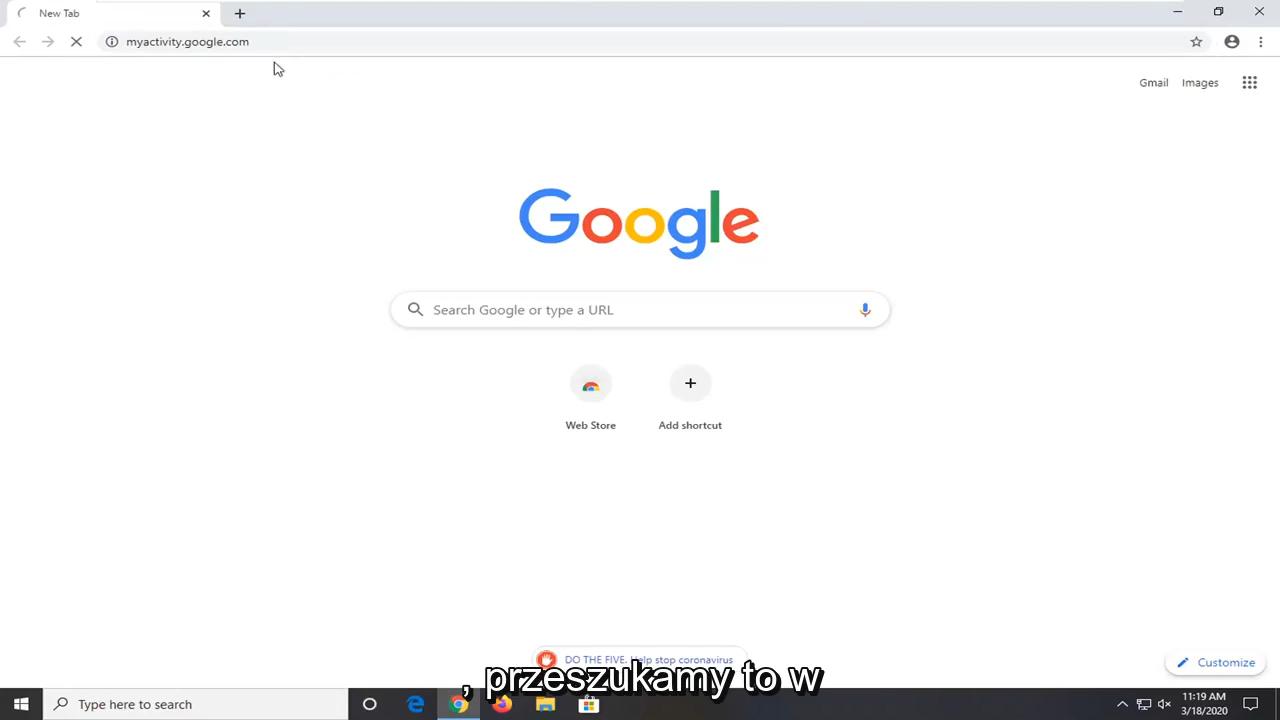 New Tab
myactivity.google.com
Gmail Images
Google
Search Google or type a URL
Web Store Add shortcut
DO THE FIVE. Help stop coronavirus
Customize
, przeszukamy to w
Type here to search
11:19 AM
3/18/2020